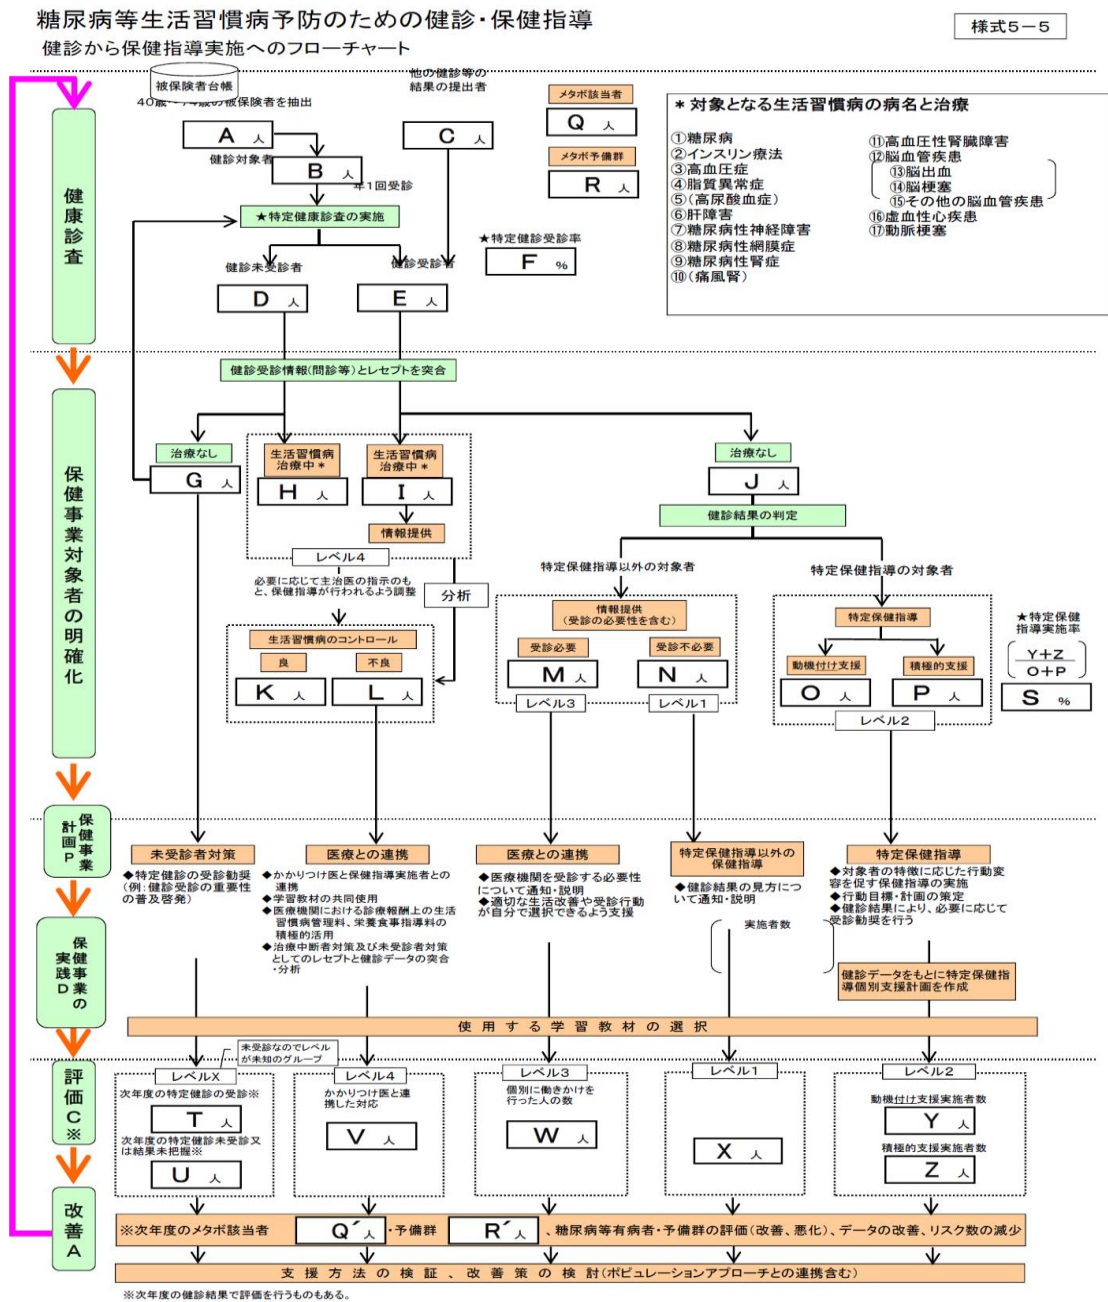 糖尿病等生活習慣病予防のための健診・保健指導
様式5-5
健診から保健指導実施へのフローチャート
被保険者台帳
40歳～74歳の被保険者を抽出
他の健診等の
結果の提出者
A 人
健診対象者
B 人
年1回受診
C 人
メタボ該当者
Q 人
メタボ予備群
R 人
*対象となる生活習慣病の病名と治療
①糖尿病
②インスリン療法
③高血圧症
④脂質異常症
⑤(高尿酸血症)
⑥肝障害
⑦糖尿病性神経障害
⑧糖尿病性網膜症
⑨糖尿病性腎症
⑩(痛風腎)
⑪高血圧性腎臓障害
⑫脳血管疾患
⑬脳出血
⑭脳梗塞
⑮その他の脳血管疾患
⑯虚血性心疾患
⑰動脈梗塞
健康診査
★特定健康診査の実施
★特定健診受診率
F %
健診未受診者
D 人
健診受診者
E 人
健診受診情報(問診等)とレセプトを突合
保健事業対象者の明確化
治療なし
G 人
生活習慣病
治療中*
H 人
生活習慣病
治療中*
I 人
情報提供
レベル4
治療なし
J 人
健診結果の判定
必要に応じて主治医の指示のも
と、保健指導が行われるよう調整
分析
生活習慣病のコントロール
良
不良
K 人
L 人
特定保健指導以外の対象者
情報提供
(受診の必要性を含む)
受診必要
受診不必要
M 人
N 人
レベル3
レベル1
特定保健指導の対象者
特定保健指導
動機付け支援
積極的支援
O 人
P 人
レベル2
★特定保健
指導実施率
Y+Z
O+P
S %
保健事業
計画P
未受診者対策
◆特定健診の受診勧奨
(例:健診受診の重要性
の普及啓発)
医療との連携
◆かかりつけ医と保健指導実施者との
連携
◆学習教材の共同使用
◆医療機関における診療報酬上の生活
習慣病管理料、栄養食事指導料の
積極的活用
◆治療中断者対策及び未受診者対策
としてのレセプトと健診データの突合
・分析
医療との連携
◆医療機関を受診する必要性
について通知・説明
◆適切な生活改善や受診行動
が自分で選択できるよう支援
特定保健指導以外の
保健指導
◆健診結果の見方につ
いて通知・説明
実施者数
特定保健指導
◆対象者の特徴に応じた行動変
容を促す保健指導の実施
◆行動目標・計画の策定
◆健診結果により、必要に応じて
受診勧奨を行う
健診データをもとに特定保健指
導個別支援計画を作成
保健事業の
実践D
使用する学習教材の選択
評価C※
未受診なのでレベル
が未知のグループ
レベルX
次年度の特定健診の受診※
T 人
次年度の特定健診未受診又
は結果未把握※
U 人
レベル4
かかりつけ医と連
携した対応
V 人
レベル3
個別に働きかけを
行った人の数
W 人
レベル1
X 人
レベル2
動機付け支援実施者数
Y 人
積極的支援実施者数
Z 人
改善A
※次年度のメタボ該当者 Q´人 ・予備群 R´人 、糖尿病等有病者・予備群の評価(改善、悪化)、データの改善、リスク数の減少
支援方法の検証、改善策の検討(ポピュレーションアプローチとの連携含む)
※次年度の健診結果で評価を行うものもある。